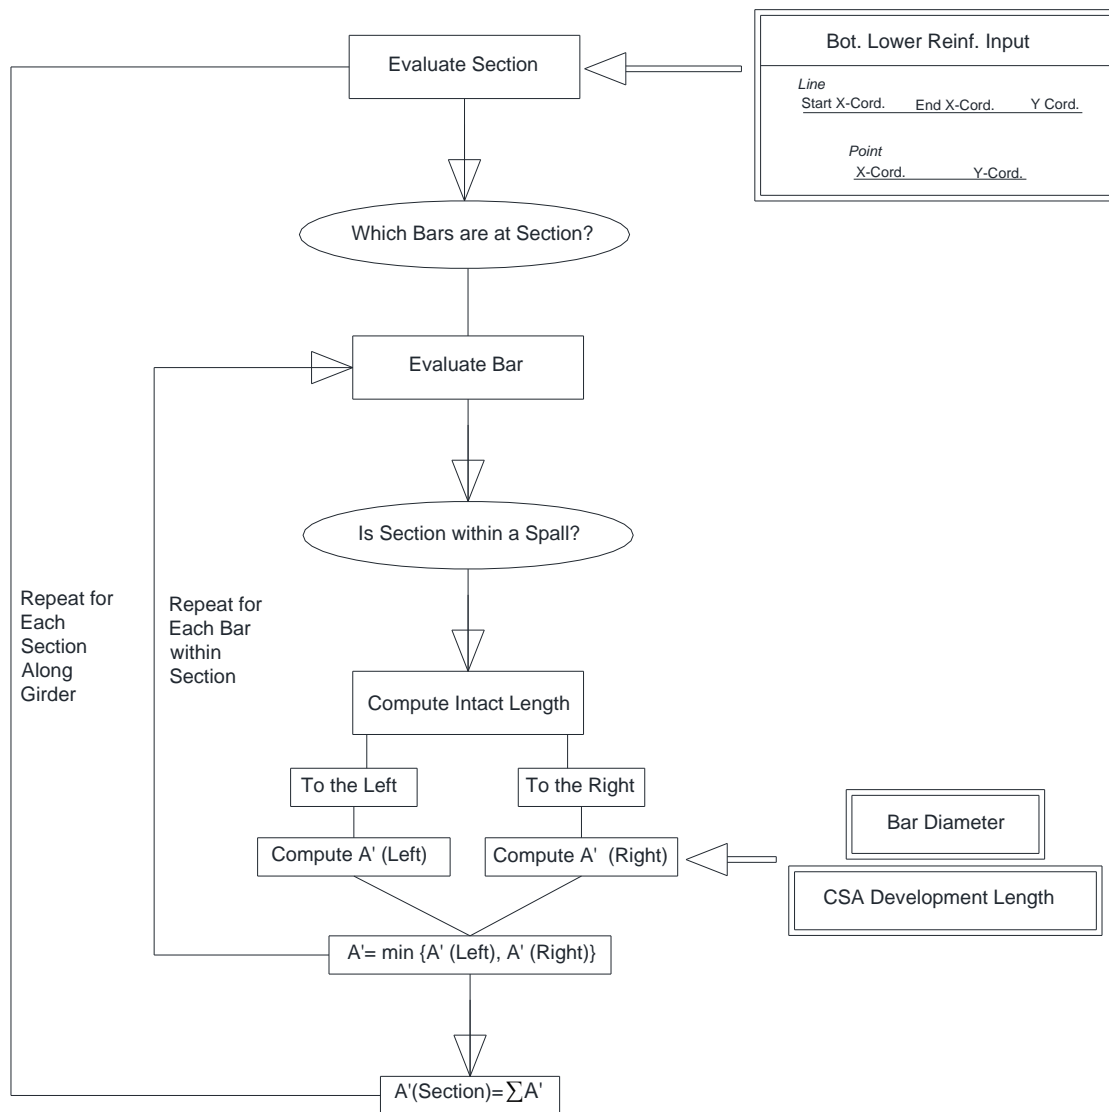 Evaluate Section
Bot. Lower Reinf. Input
Line
Start X-Cord. End X-Cord. Y Cord.
Point
X-Cord. Y-Cord.
Which Bars are at Section?
Evaluate Bar
Is Section within a Spall?
Repeat for
Each
Section
Along
Girder
Repeat for
Each Bar
within
Section
Compute Intact Length
To the Left
To the Right
Compute A' (Left)
Compute A' (Right)
Bar Diameter
CSA Development Length
A'= min {A' (Left), A' (Right)}
A'(Section)=∑A'